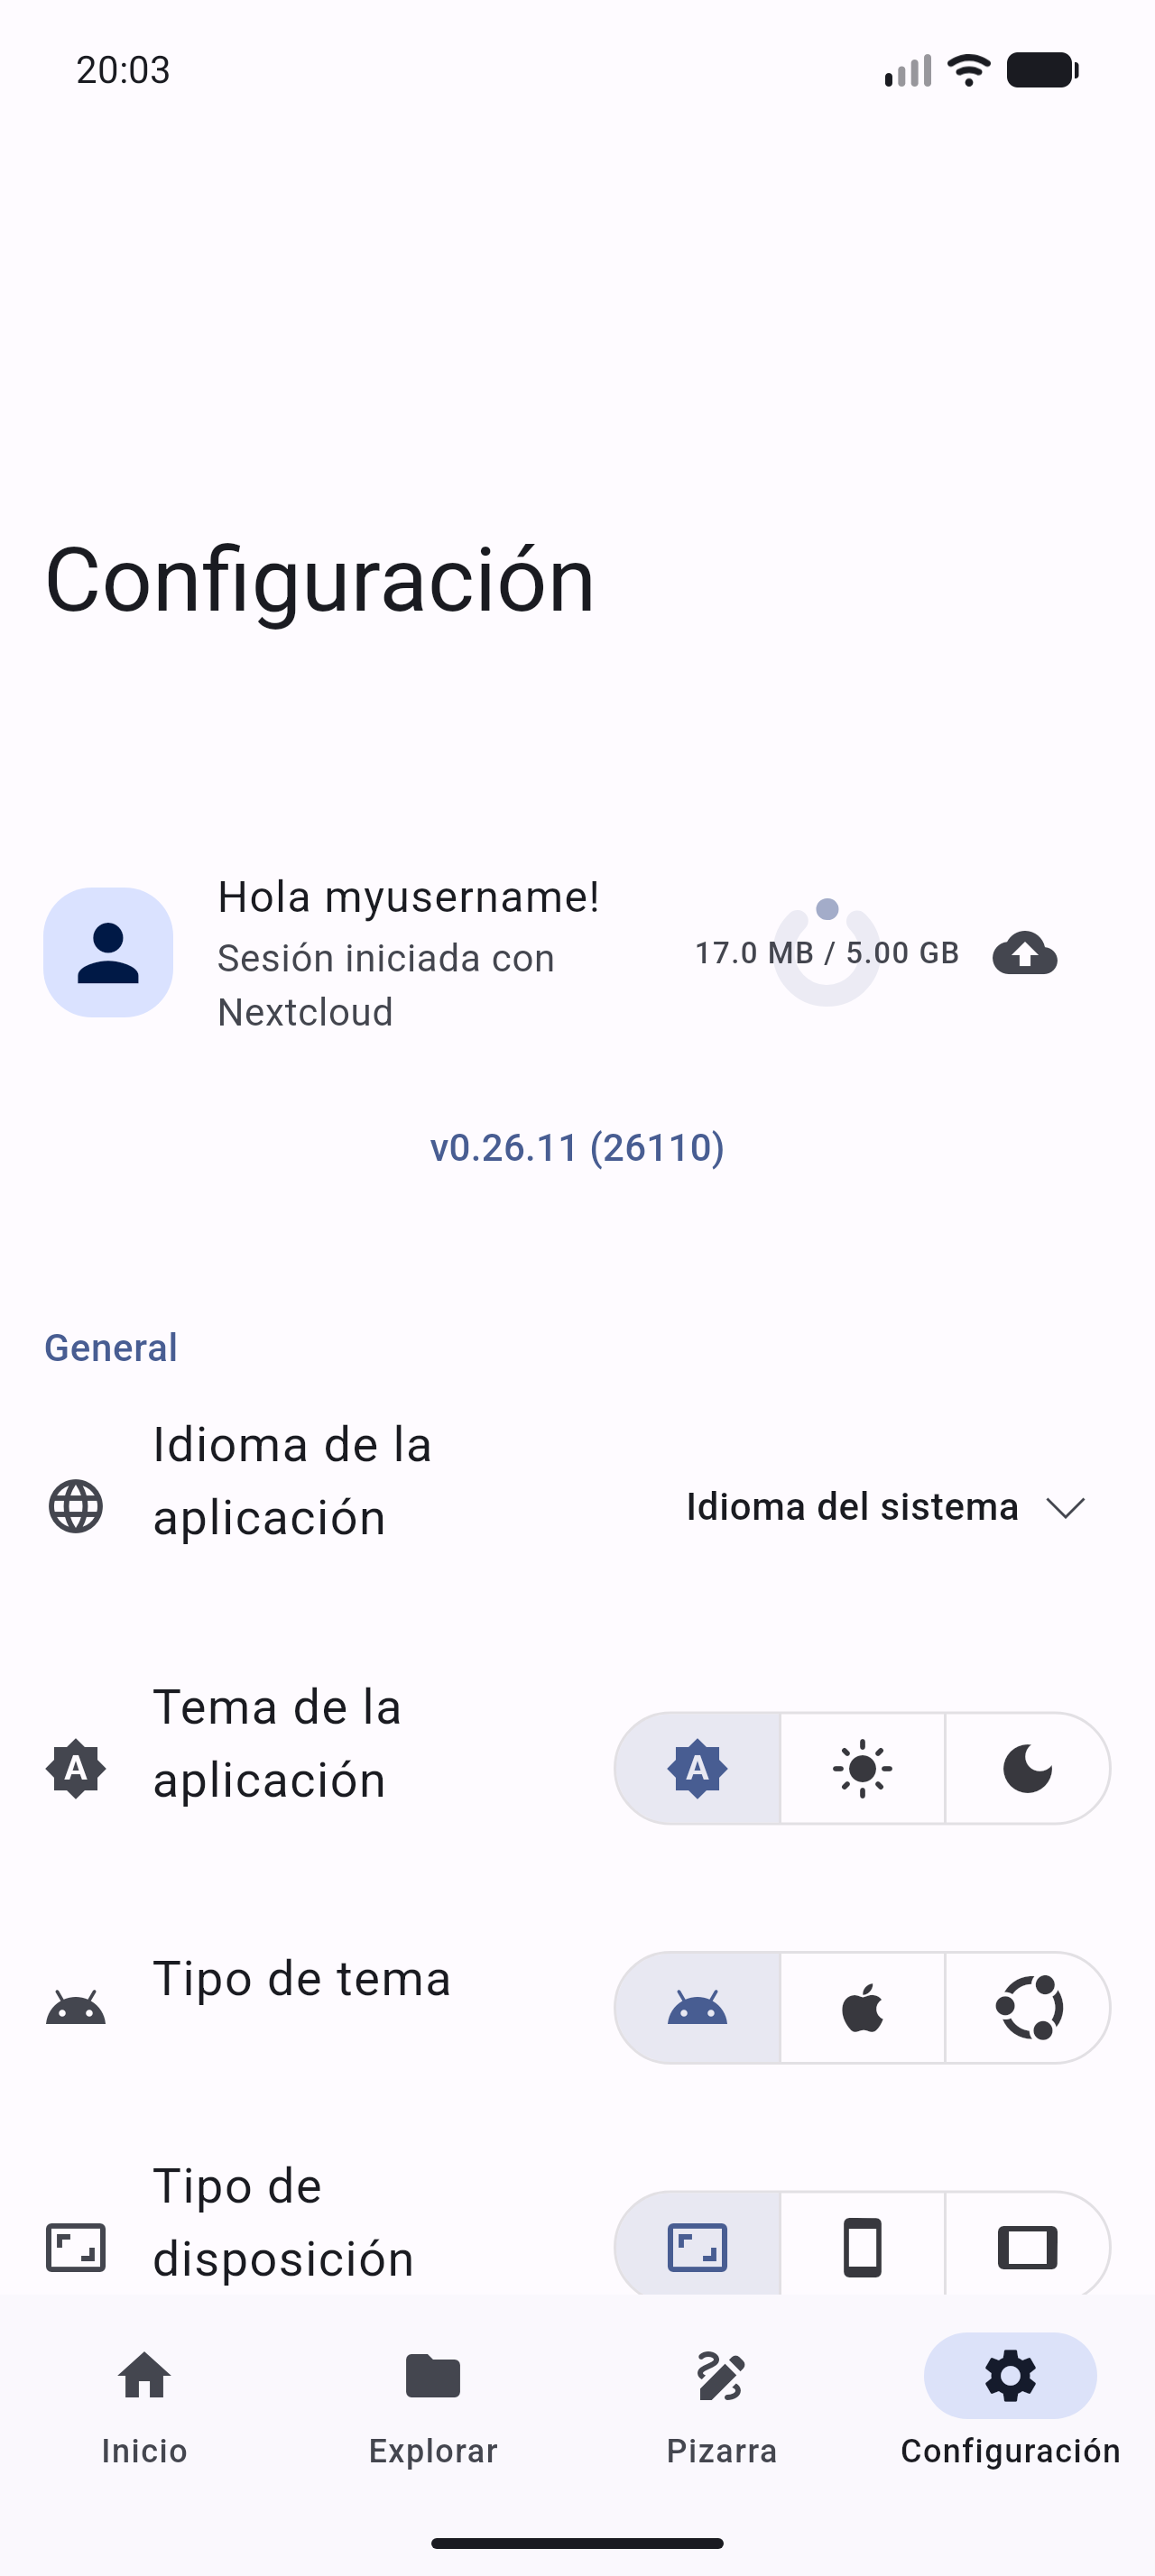 20:03
Configuración
Hola myusername!
Sesión iniciada con
Nextcloud
17.0 MB / 5.00 GB
v0.26.11 (26110)
General
Idioma de la
aplicación
Idioma del sistema
Tema de la
aplicación
A
A
Tipo de tema
Tipo de
disposición
Inicio
Explorar
Pizarra
Configuración